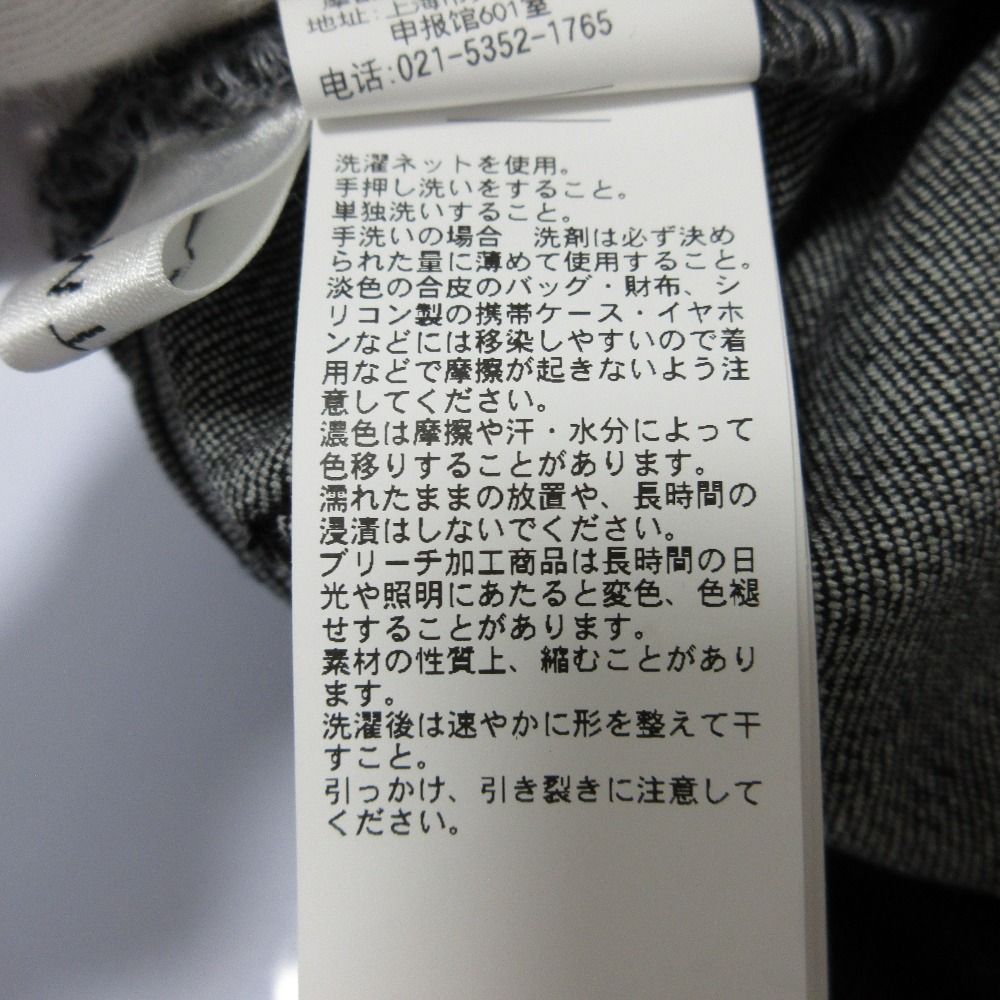 地址:上海市
申报馆601室
电话:021-5352-1765
洗濯ネットを使用。
手押し洗いをすること。
単独洗いすること。
手洗いの場合 洗剤は必ず決め
られた量に薄めて使用すること。
淡色の合皮のバッグ・財布、シ
リコン製の携帯ケース・イヤホ
ンなどには移染しやすいので着
用などで摩擦が起きないよう注
意してください。
濃色は摩擦や汗・水分によって
色移りすることがあります。
濡れたままの放置や、長時間の
浸漬はしないでください。
ブリーチ加工商品は長時間の日
光や照明にあたると変色、色褪
せすることがあります。
素材の性質上、縮むことがあり
ます。
洗濯後は速やかに形を整えて干
すこと。
引っかけ、引き裂きに注意して
ください。